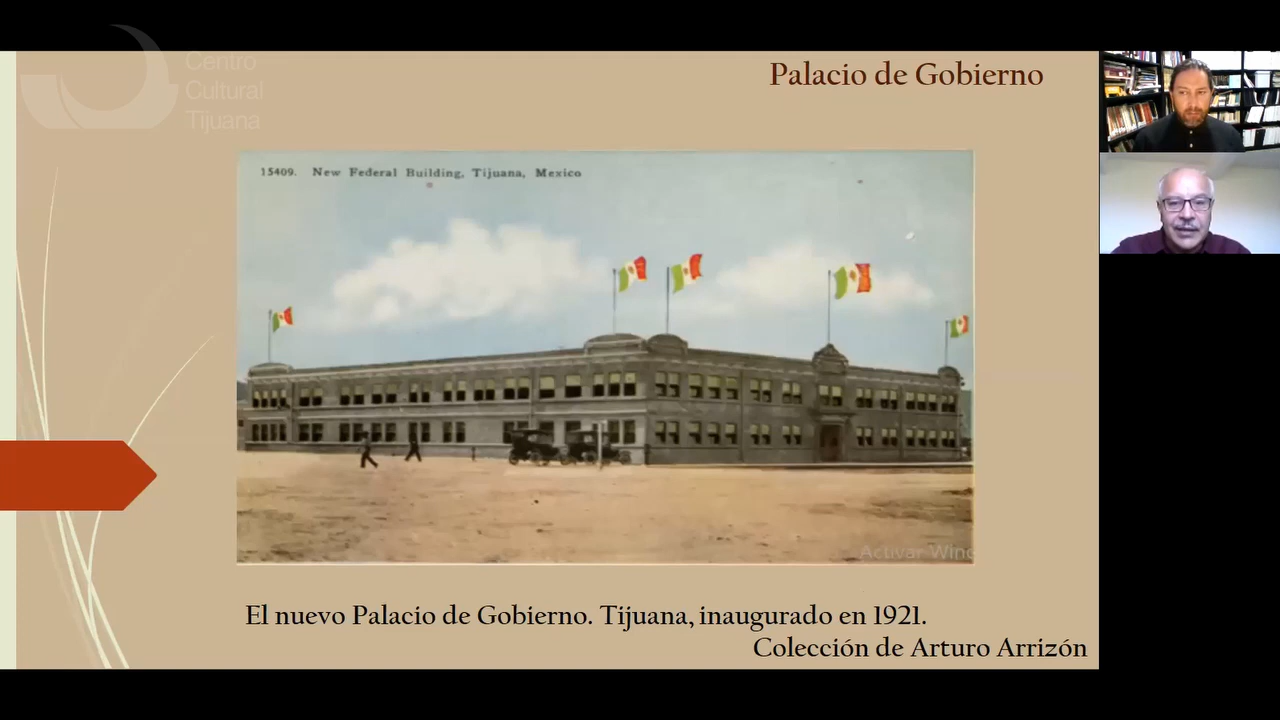 Centro
Cultural
Tijuana
Palacio de Gobierno
15409. New Federal Building, Tijuana, Mexico
Activar Wind
El nuevo Palacio de Gobierno. Tijuana, inaugurado en 1921.
Colección de Arturo Arrizón